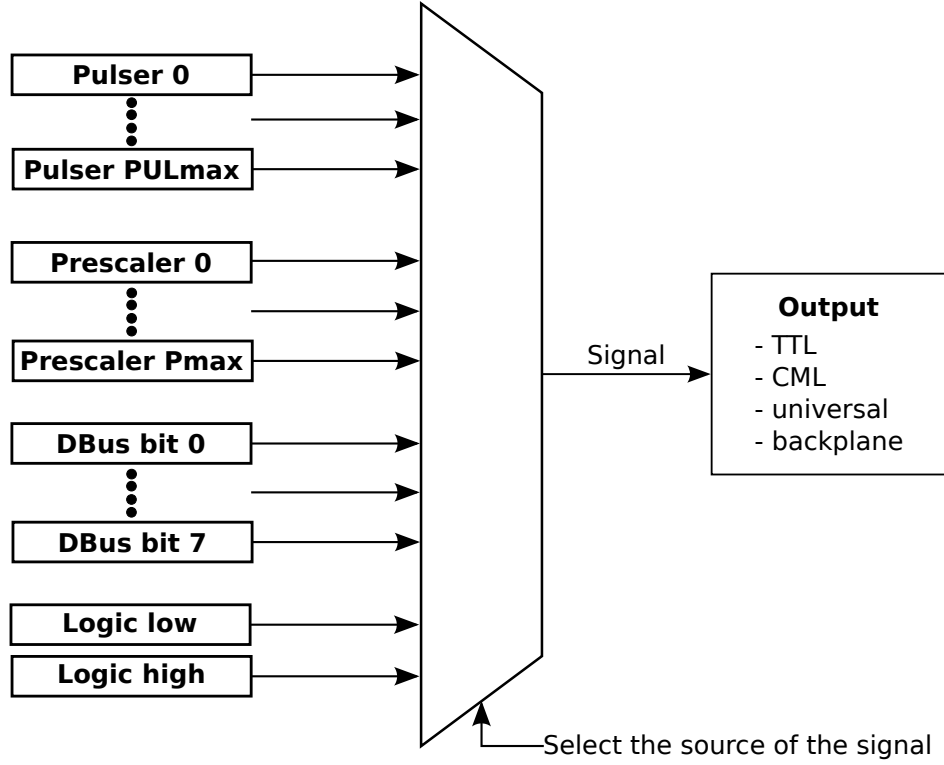 Pulser 0
Pulser PULmax
Prescaler 0
Prescaler Pmax
DBus bit 0
DBus bit 7
Logic low
Logic high
Signal
Output
- TTL
- CML
- universal
- backplane
Select the source of the signal